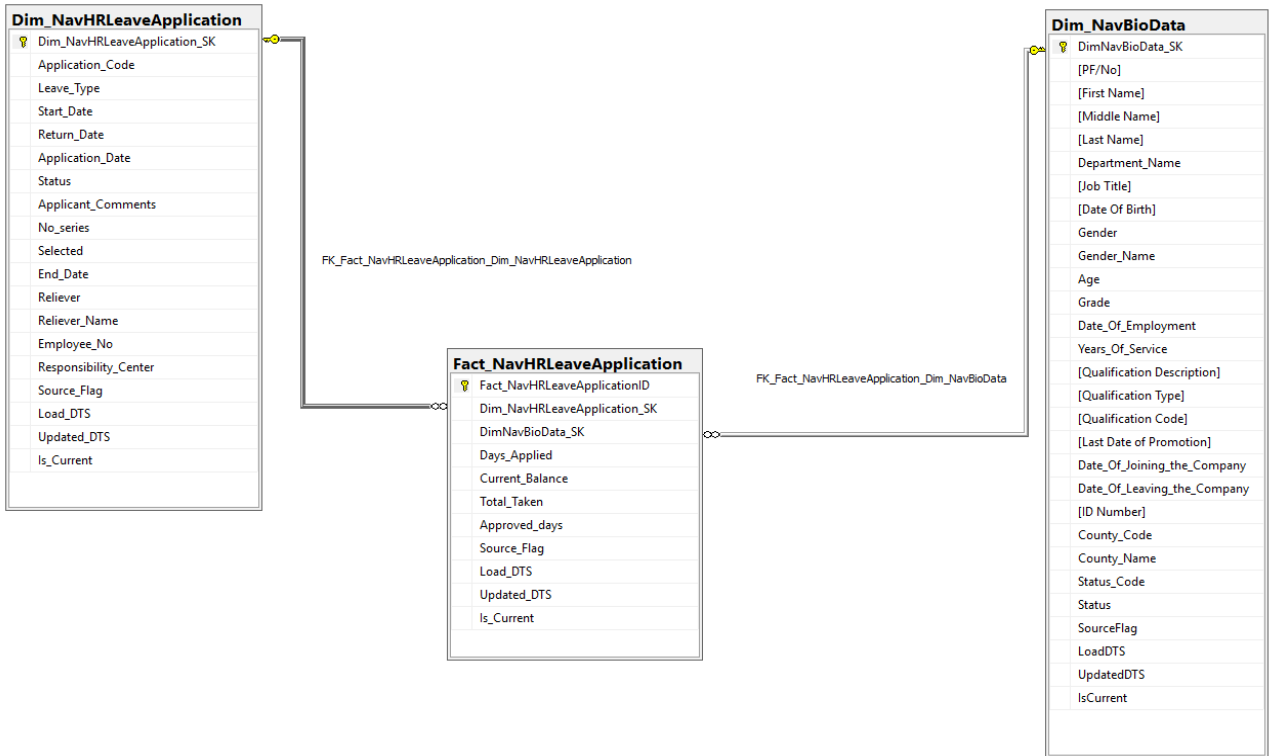 Dim_NavHRLeaveApplication
Dim_NavHRLeaveApplication_SK
Application_Code
Leave_Type
Start_Date
Return_Date
Application_Date
Status
Applicant_Comments
No_series
Selected
End_Date
Reliever
Reliever_Name
Employee_No
Responsibility_Center
Source_Flag
Load_DTS
Updated_DTS
Is_Current
FK_Fact_NavHRLeaveApplication_Dim_NavHRLeaveApplication
Fact_NavHRLeaveApplication
Fact_NavHRLeaveApplicationID
Dim_NavHRLeaveApplication_SK
DimNavBioData_SK
Days_Applied
Current_Balance
Total_Taken
Approved_days
Source_Flag
Load_DTS
Updated_DTS
Is_Current
FK_Fact_NavHRLeaveApplication_Dim_NavBioData
Dim_NavBioData
DimNavBioData_SK
[PF/No]
[First Name]
[Middle Name]
[Last Name]
Department_Name
[Job Title]
[Date Of Birth]
Gender
Gender_Name
Age
Grade
Date_Of_Employment
Years_Of_Service
[Qualification Description]
[Qualification Type]
[Qualification Code]
[Last Date of Promotion]
Date_Of_Joining_the_Company
Date_Of_Leaving_the_Company
[ID Number]
County_Code
County_Name
Status_Code
Status
SourceFlag
LoadDTS
UpdatedDTS
IsCurrent